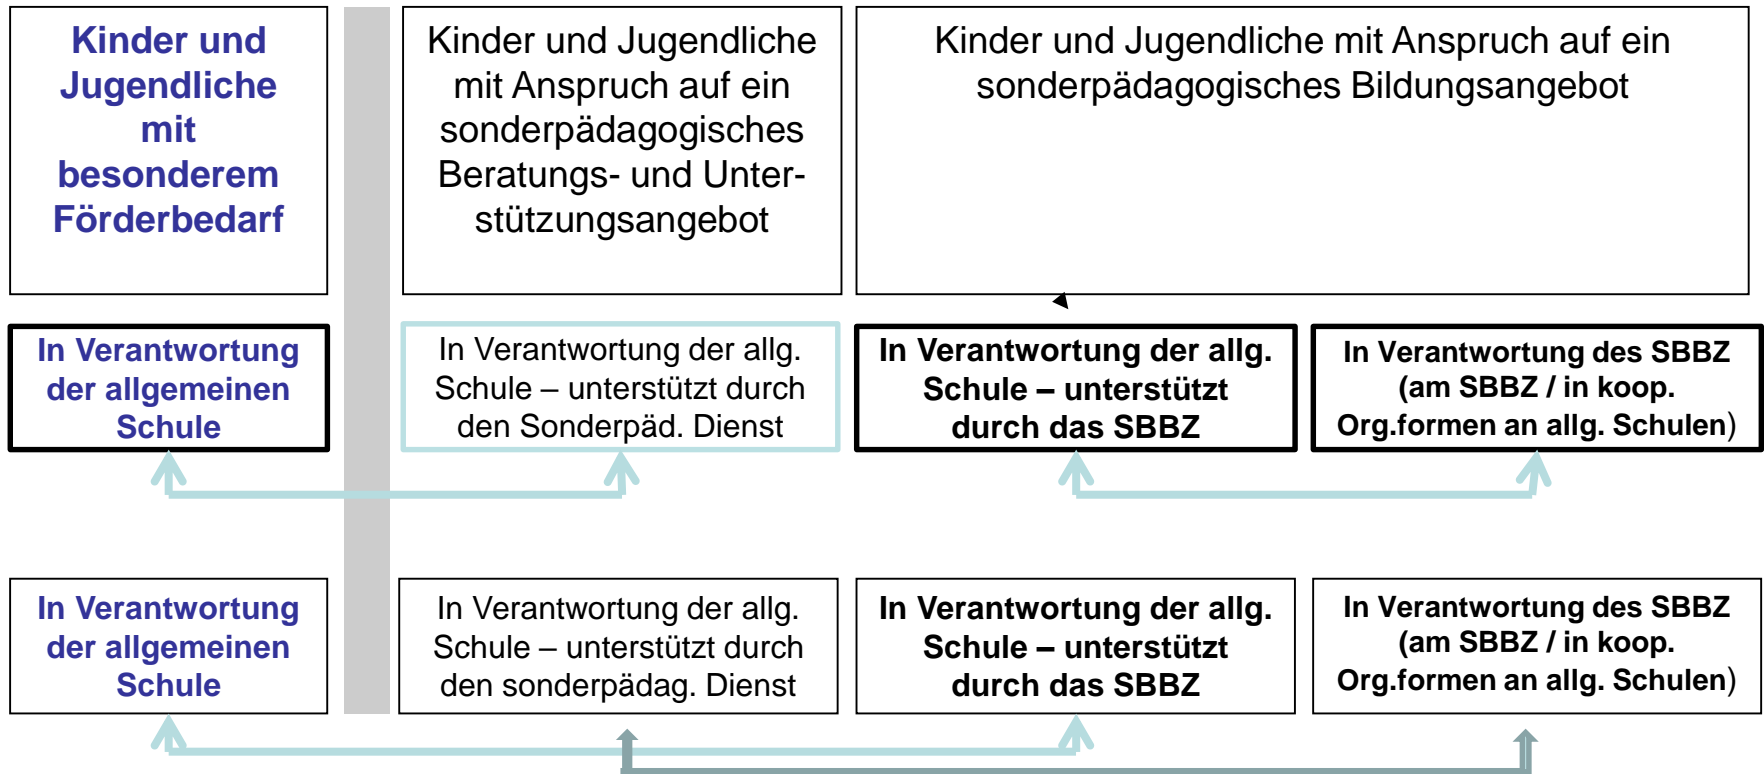 Kinder und
Jugendliche
mit
besonderem
Förderbedarf
Kinder und Jugendliche
mit Anspruch auf ein
sonderpädagogisches
Beratungs- und Unter-
stützungsangebot
Kinder und Jugendliche mit Anspruch auf ein
sonderpädagogisches Bildungsangebot
In Verantwortung
der allgemeinen
Schule
In Verantwortung der allg.
Schule – unterstützt durch
den Sonderpäd. Dienst
In Verantwortung der allg.
Schule – unterstützt
durch das SBBZ
In Verantwortung des SBBZ
(am SBBZ / in koop.
Org.formen an allg. Schulen)
In Verantwortung
der allgemeinen
Schule
In Verantwortung der allg.
Schule – unterstützt durch
den sonderpädag. Dienst
In Verantwortung der allg.
Schule – unterstützt
durch das SBBZ
In Verantwortung des SBBZ
(am SBBZ / in koop.
Org.formen an allg. Schulen)